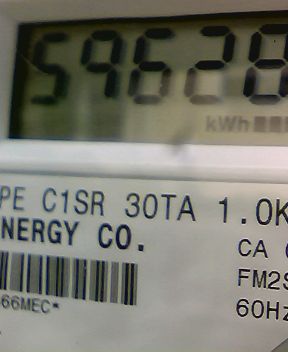 59628
kWh
PE C1SR 30TA 1.0K
NERGY CO.
CA
FM2S
60Hz
66MEC*